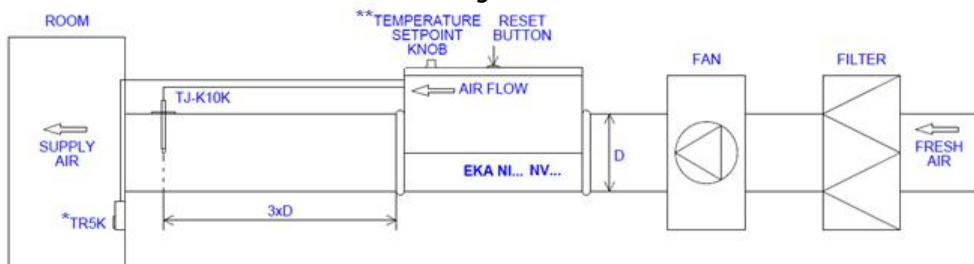 ROOM
**TEMPERATURE
SETPOINT
KNOB
RESET
BUTTON
FAN
FILTER
TJ-K10K
AIR FLOW
SUPPLY
AIR
EKA NI... NV...
D
FRESH
AIR
3xD
*TR5K